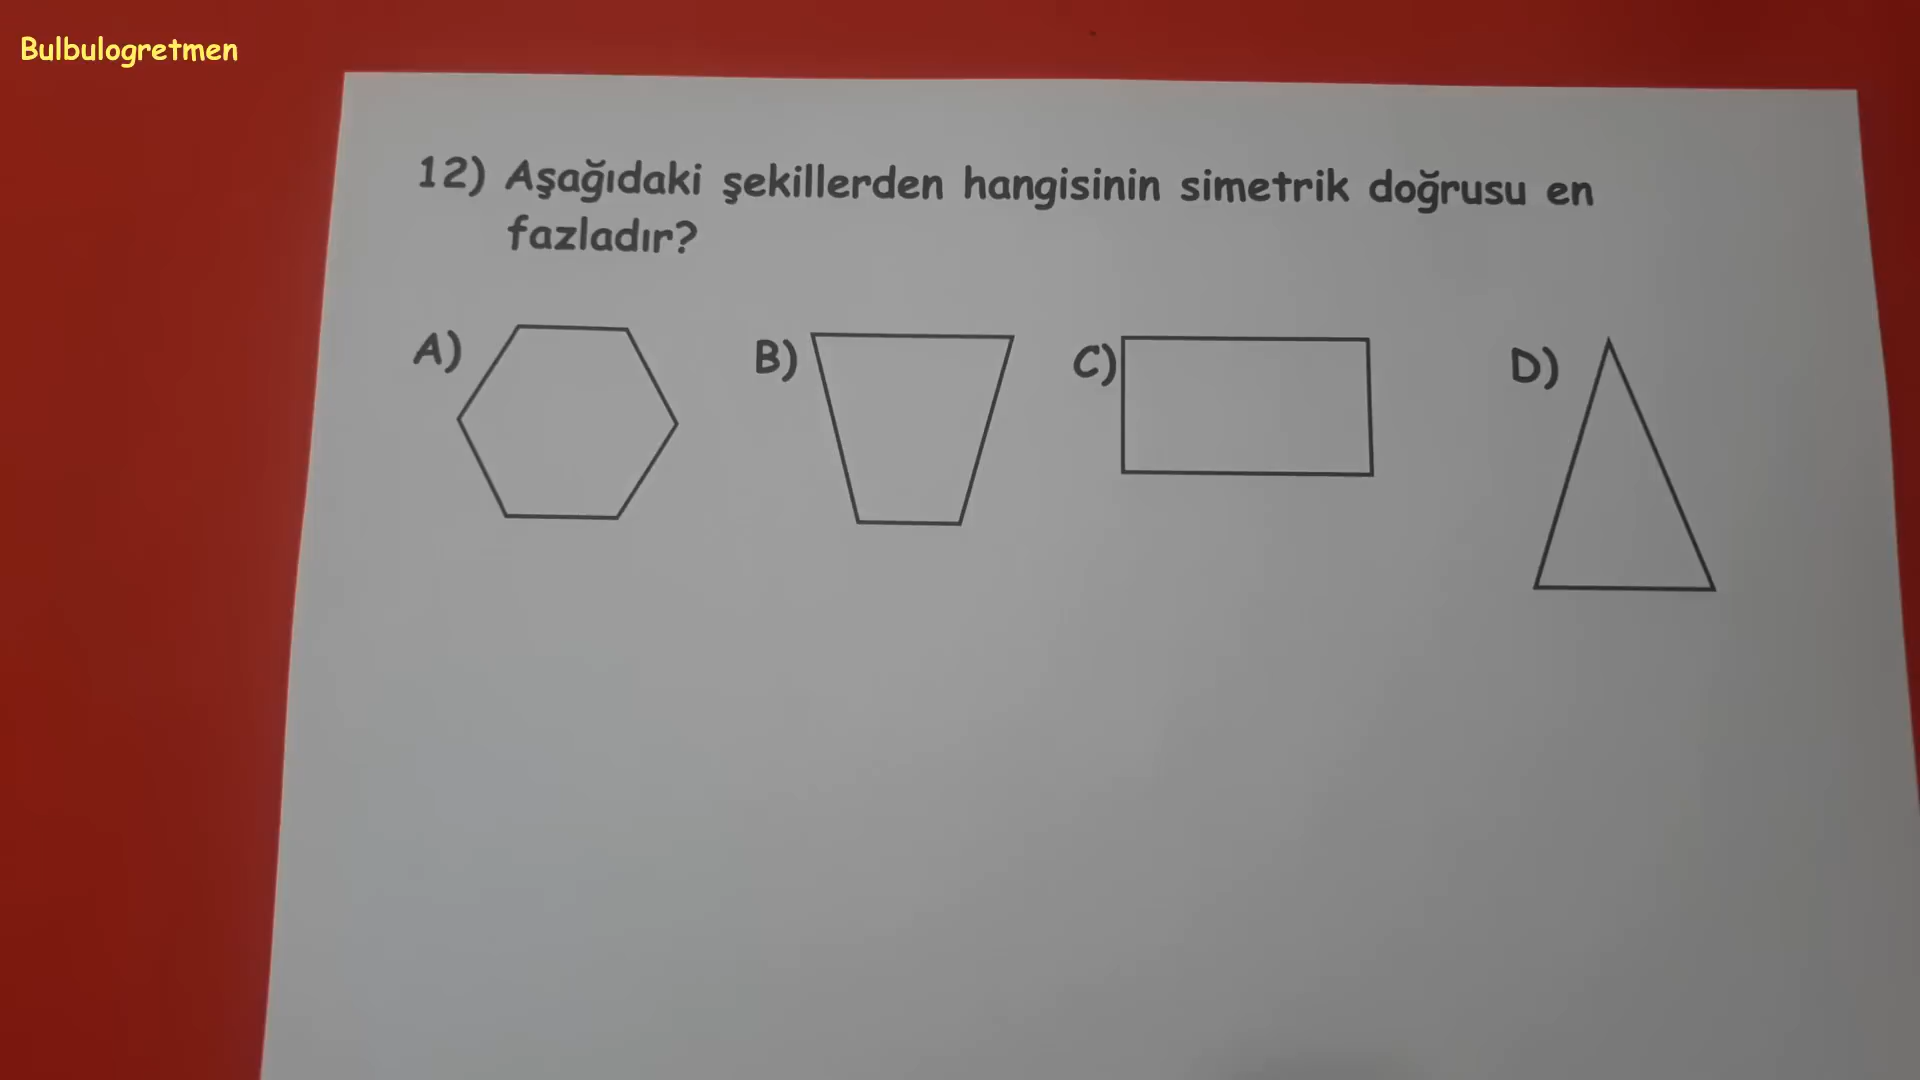 Bulbulogretmen
12) Aşağıdaki şekillerden hangisinin simetrik doğrusu en
fazladır?
A)
B)
C)
D)